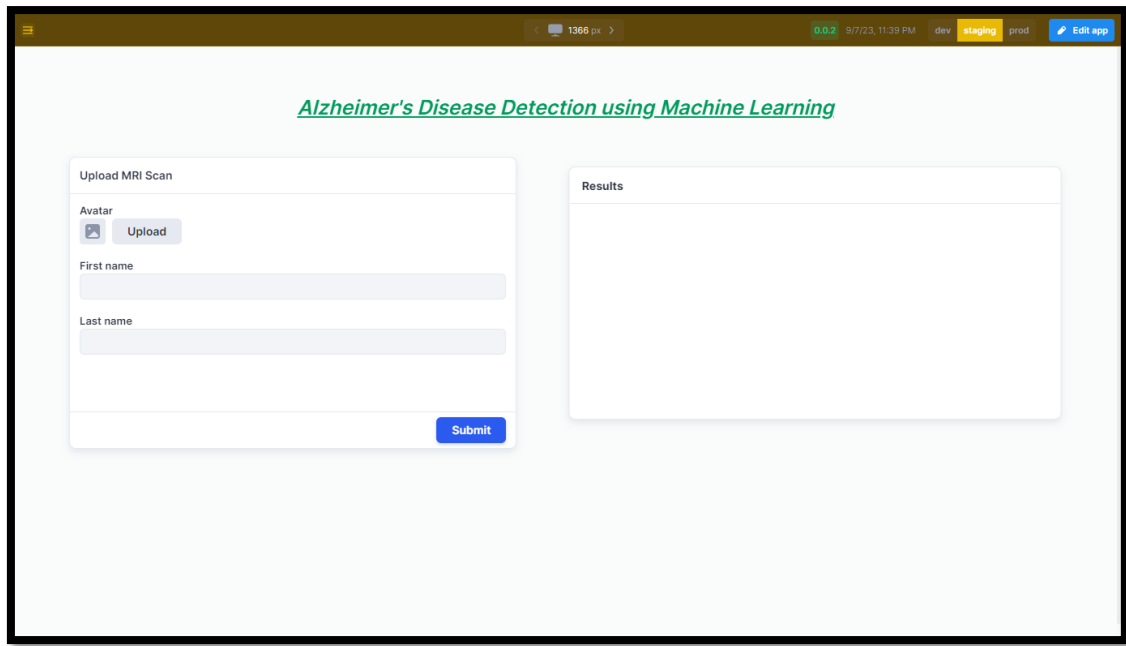 1366 px 0.0.2 9/7/23, 11:39 PM dev staging prod Edit app
Alzheimer's Disease Detection using Machine Learning
Upload MRI Scan
Avatar
Upload
First name
Last name
Submit
Results